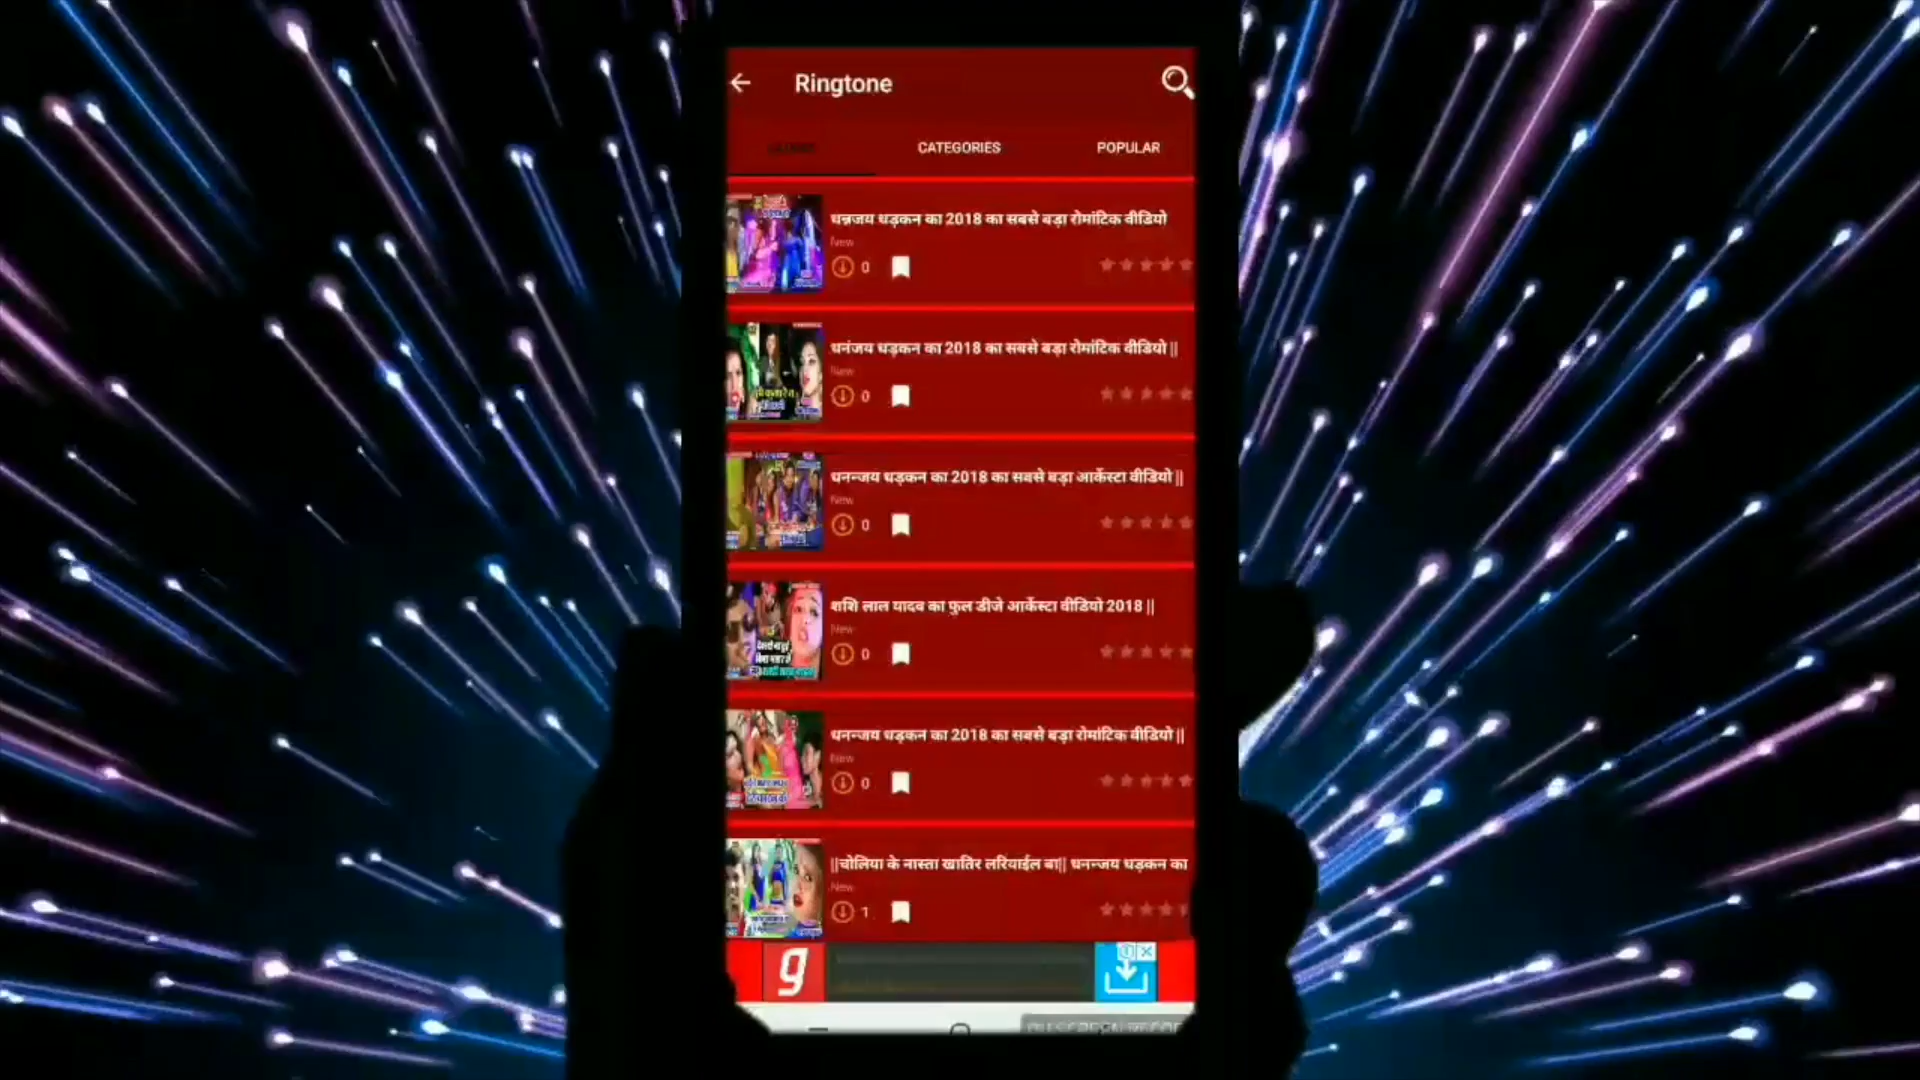 Ringtone
CATEGORIES
POPULAR
धन्नजय धड़कन का 2018 का सबसे बड़ा रोमांटिक वीडियो
New
0
धनंजय धड़कन का 2018 का सबसे बड़ा रोमांटिक वीडियो ||
New
0
धनन्जय धड़कन का 2018 का सबसे बड़ा आर्केस्टा वीडियो ||
New
0
शशि लाल यादव का फुल डीजे आर्केस्टा वीडियो 2018 ||
New
0
धनन्जय धड़कन का 2018 का सबसे बड़ा रोमांटिक वीडियो ||
New
0
||चोलिया के नास्ता खातिर लरियाईल बा|| धनन्जय धड़कन का
New
1
g